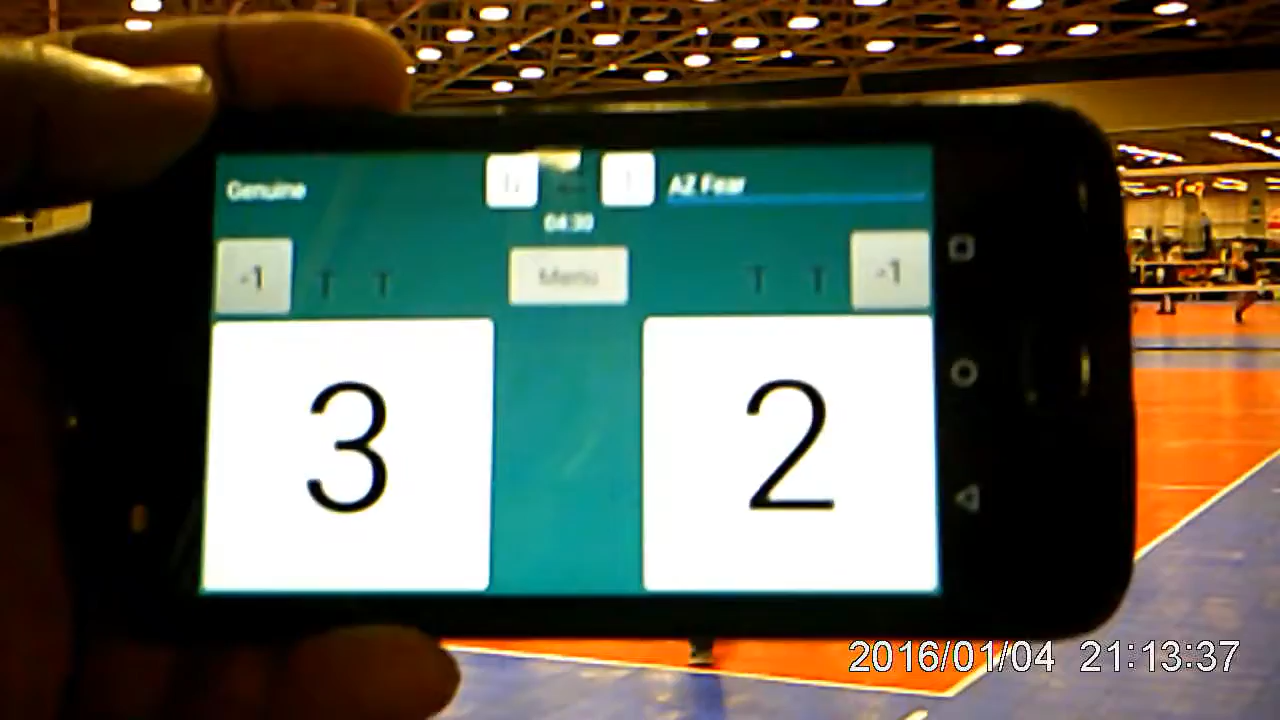 Genuine
AZ Fear
04:30
-1 T T Menu T T -1
3 2
2016/01/04 21:13:37